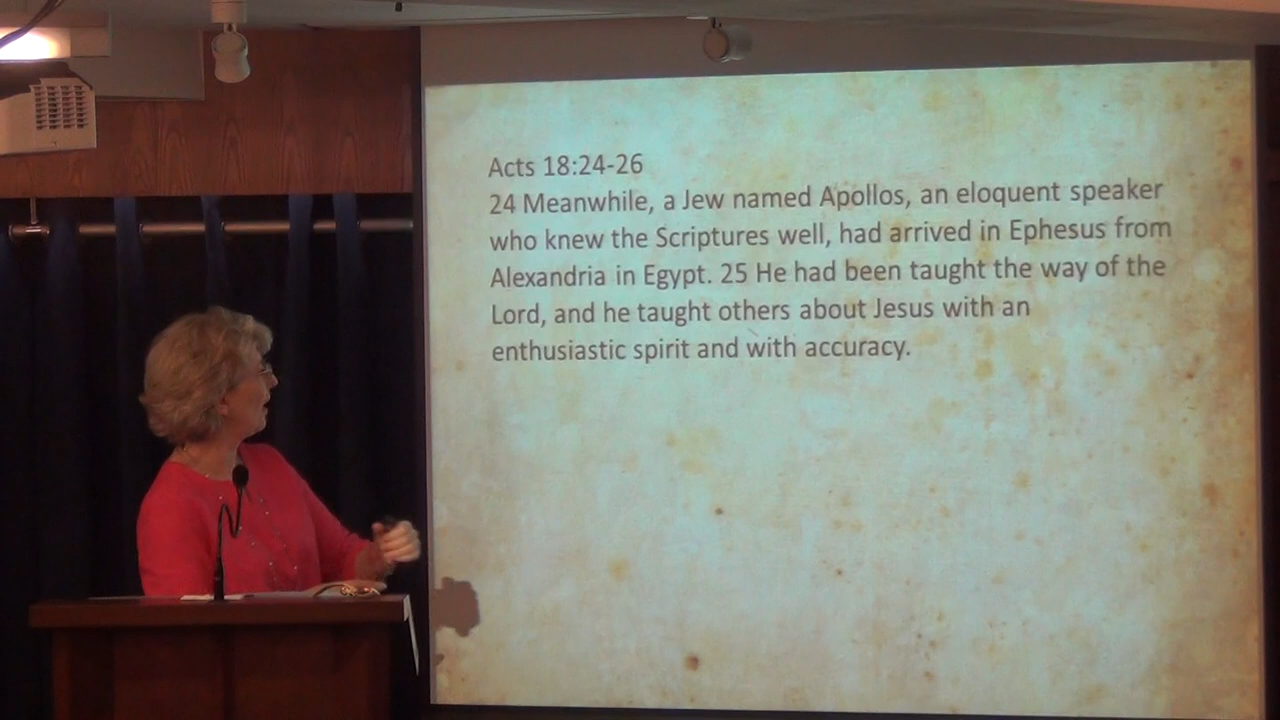 Acts 18:24-26
24 Meanwhile, a Jew named Apollos, an eloquent speaker
who knew the Scriptures well, had arrived in Ephesus from
Alexandria in Egypt. 25 He had been taught the way of the
Lord, and he taught others about Jesus with an
enthusiastic spirit and with accuracy.